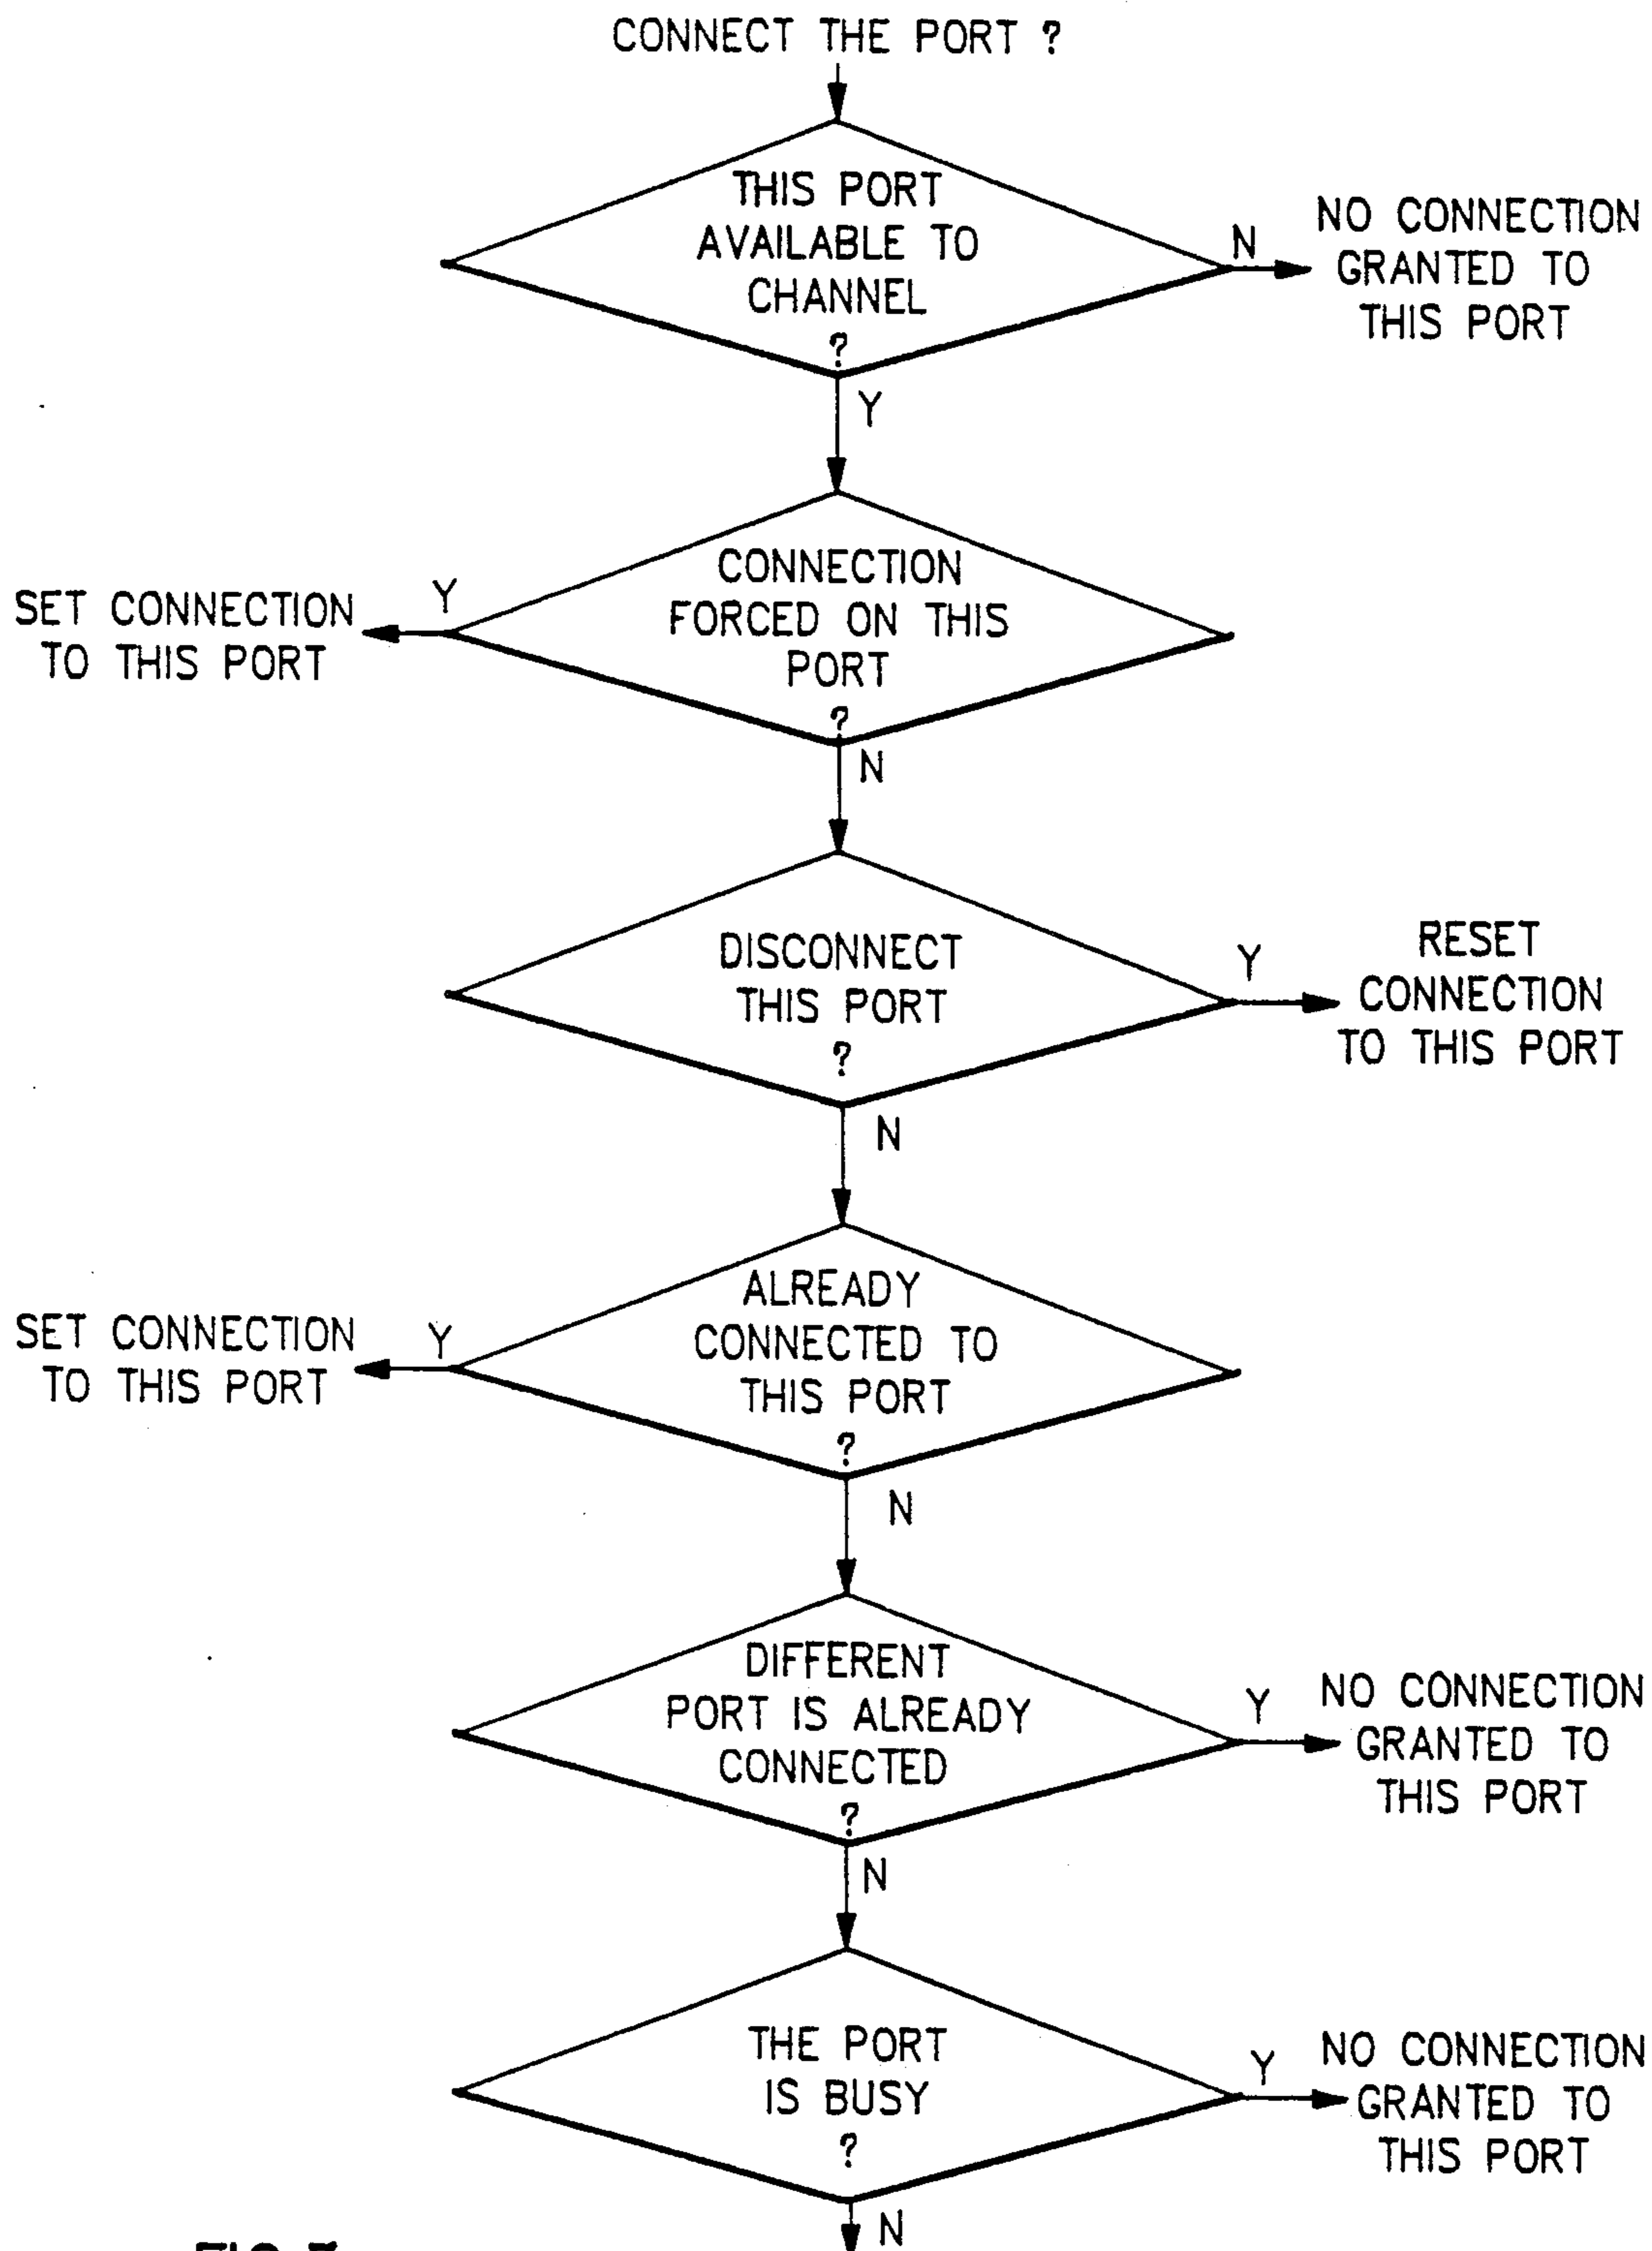 CONNECT THE PORT ?
THIS PORT
AVAILABLE TO
CHANNEL
?
N
NO CONNECTION
GRANTED TO
THIS PORT
Y
CONNECTION
FORCED ON THIS
PORT
?
Y
SET CONNECTION
TO THIS PORT
N
DISCONNECT
THIS PORT
?
Y
RESET
CONNECTION
TO THIS PORT
N
ALREADY
CONNECTED TO
THIS PORT
?
Y
SET CONNECTION
TO THIS PORT
N
DIFFERENT
PORT IS ALREADY
CONNECTED
?
Y
NO CONNECTION
GRANTED TO
THIS PORT
N
THE PORT
IS BUSY
?
Y
NO CONNECTION
GRANTED TO
THIS PORT
N